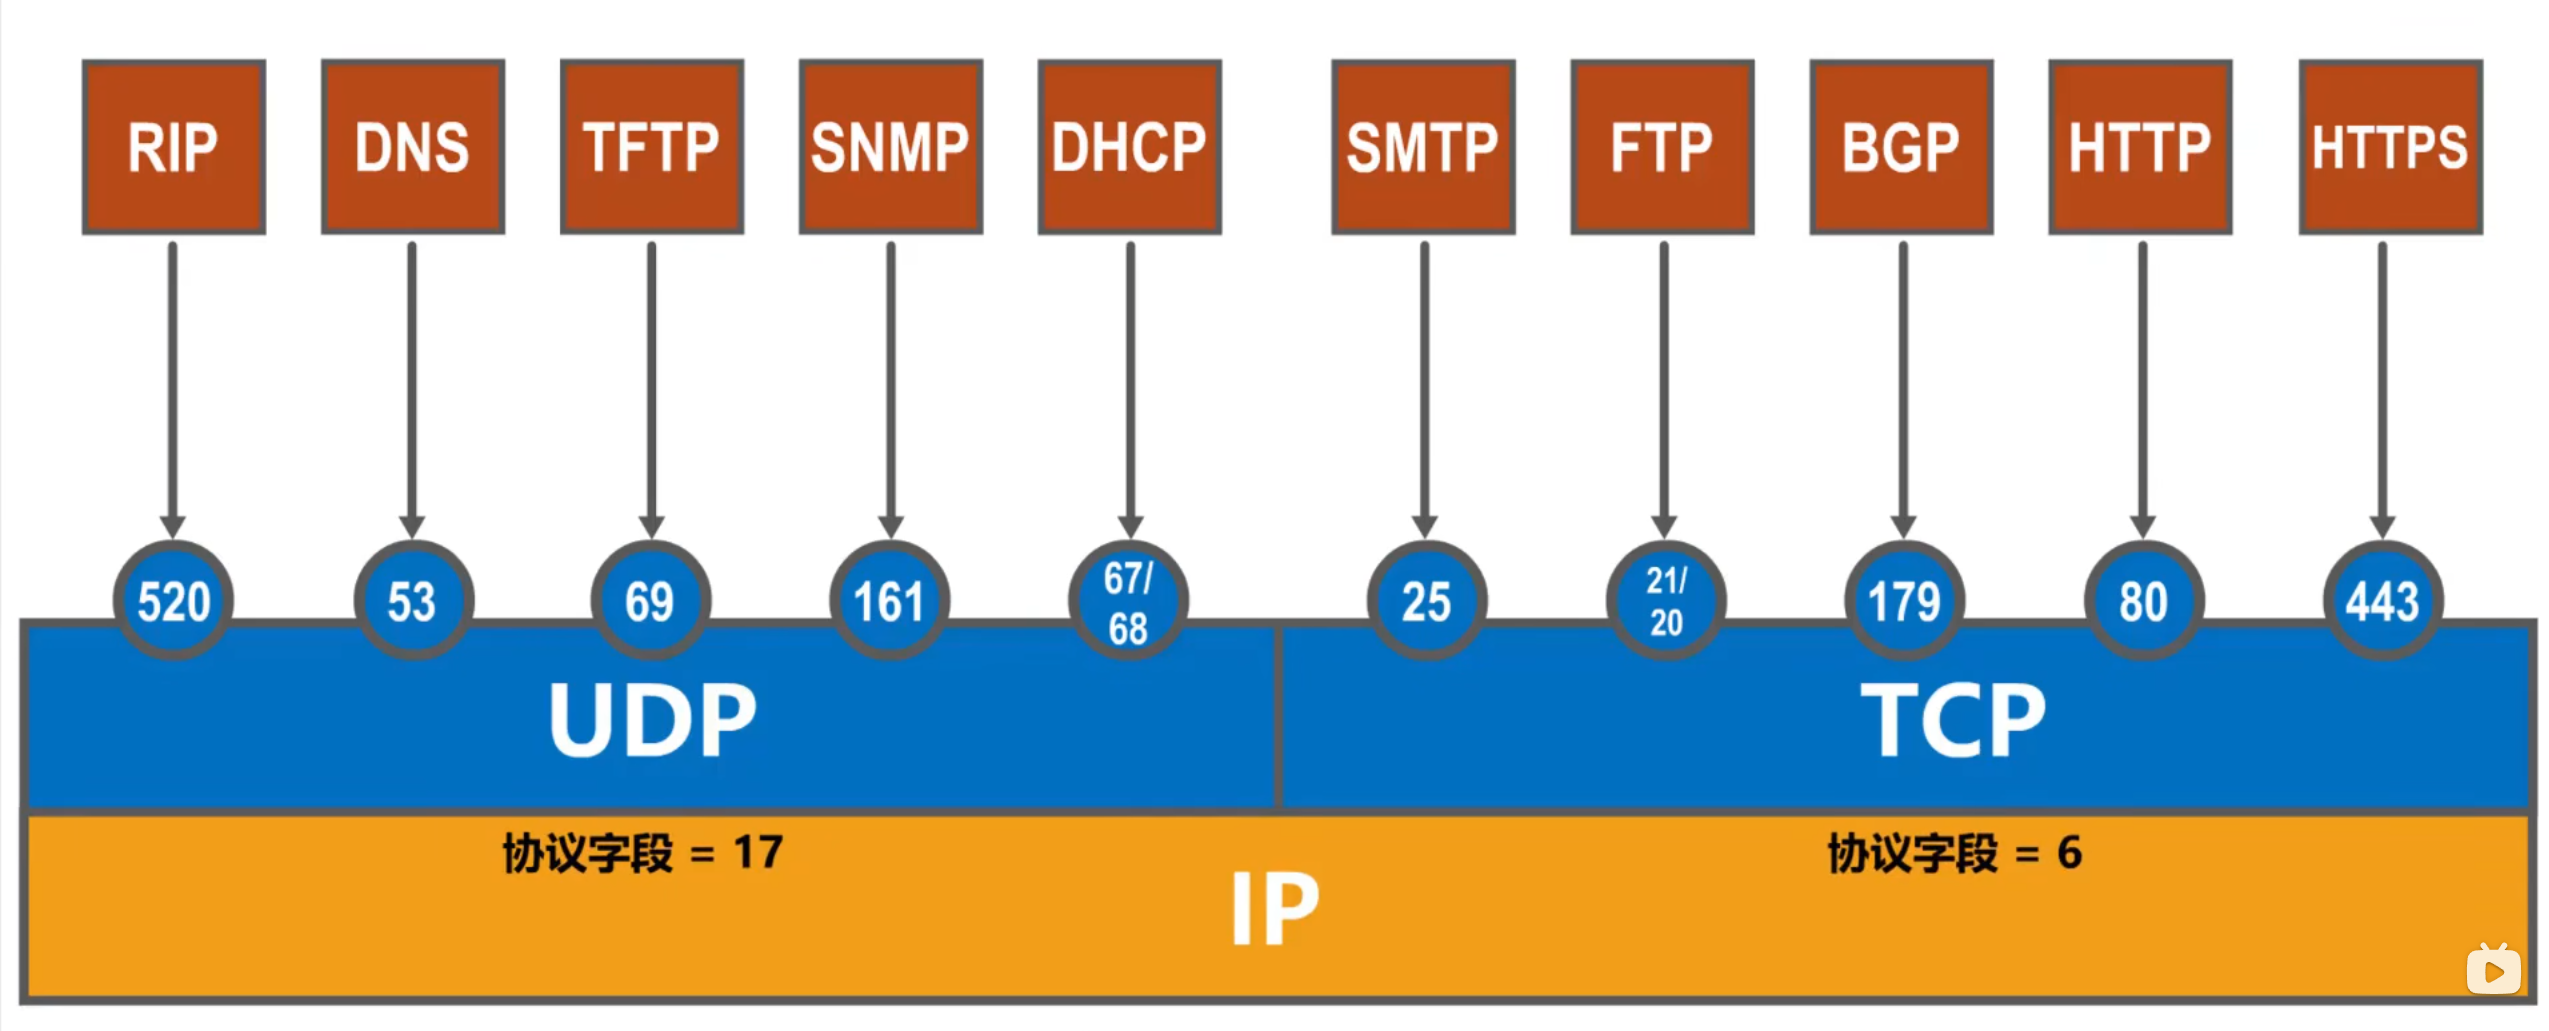 RIP DNS TFTP SNMP DHCP SMTP FTP BGP HTTP HTTPS
520 53 69 161 67/ 25 21/ 179 80 443
68 20
UDP TCP
协议字段 = 17 协议字段 = 6
IP